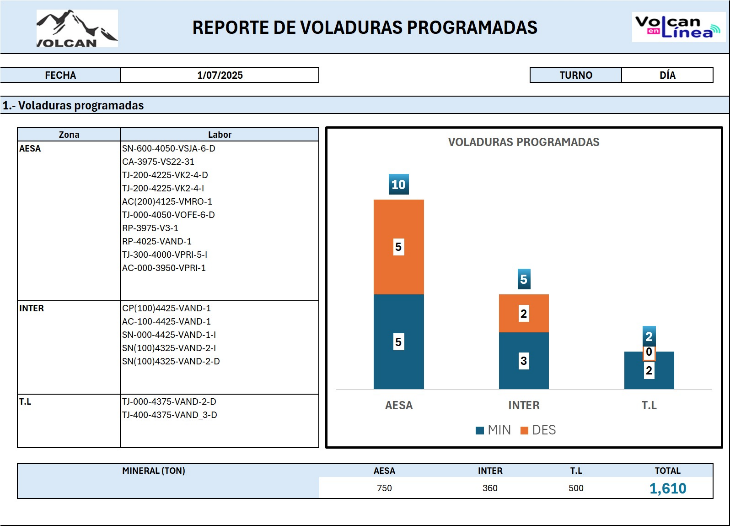 VOLCAN
REPORTE DE VOLADURAS PROGRAMADAS
Volcan
en Línea
FECHA 1/07/2025 TURNO DÍA
1.- Voladuras programadas
Zona Labor
AESA SN-600-4050-VSJA-6-D
CA-3975-VS22-31
TJ-200-4225-VK2-4-D
TJ-200-4225-VK2-4-I
AC(200)4125-VMRO-1
TJ-000-4050-VOFE-6-D
RP-3975-V3-1
RP-4025-VAND-1
TJ-300-4000-VPRI-5-I
AC-000-3950-VPRI-1
INTER CP(100)4425-VAND-1
AC-100-4425-VAND-1
SN-000-4425-VAND-1-I
SN(100)4325-VAND-2-I
SN(100)4325-VAND-2-D
T.L TJ-000-4375-VAND-2-D
TJ-400-4375-VAND_3-D
VOLADURAS PROGRAMADAS
10
5
5
5
2
3
2
0
2
AESA INTER T.L
MIN DES
MINERAL (TON) AESA INTER T.L TOTAL
750 360 500 1,610